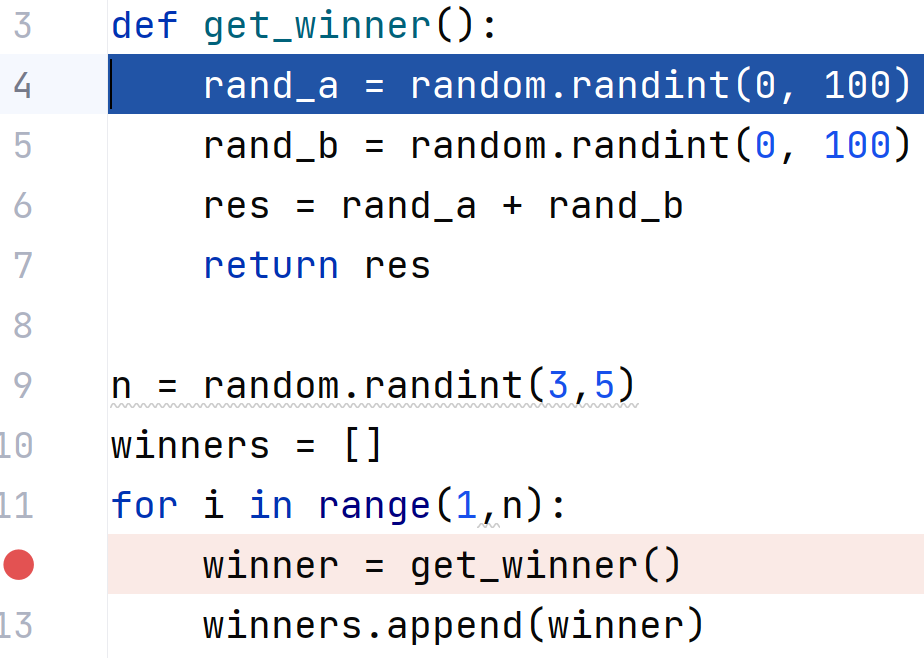 3 def get_winner():
4     rand_a = random.randint(0, 100)
5     rand_b = random.randint(0, 100)
6     res = rand_a + rand_b
7     return res
8
9 n = random.randint(3,5)
10 winners = []
11 for i in range(1,n):
    winner = get_winner()
13     winners.append(winner)